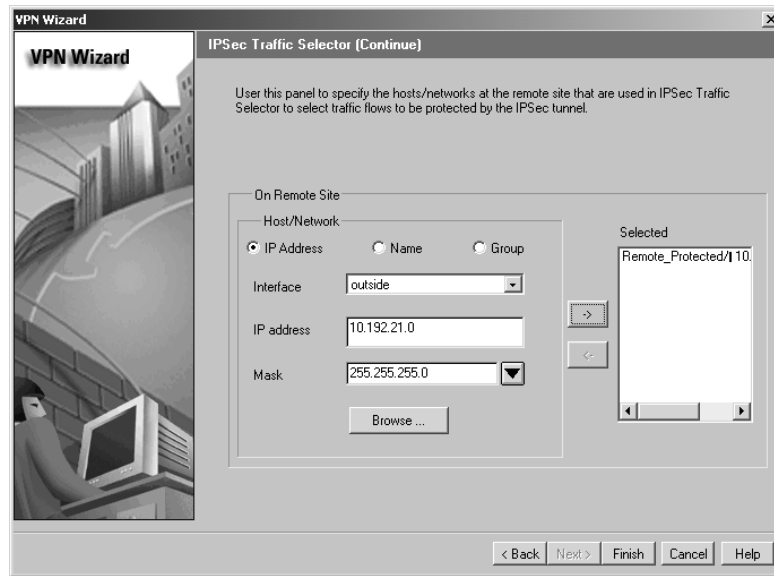 VPN Wizard
VPN Wizard
IPSec Traffic Selector (Continue)
User this panel to specify the hosts/networks at the remote site that are used in IPSec Traffic
Selector to select traffic flows to be protected by the IPSec tunnel.
On Remote Site
Host/Network
IP Address
Name
Group
Interface
outside
IP address
10.192.21.0
Mask
255.255.255.0
Browse ...
->
<-
Selected
Remote_Protected/ 10.
< Back
Next >
Finish
Cancel
Help